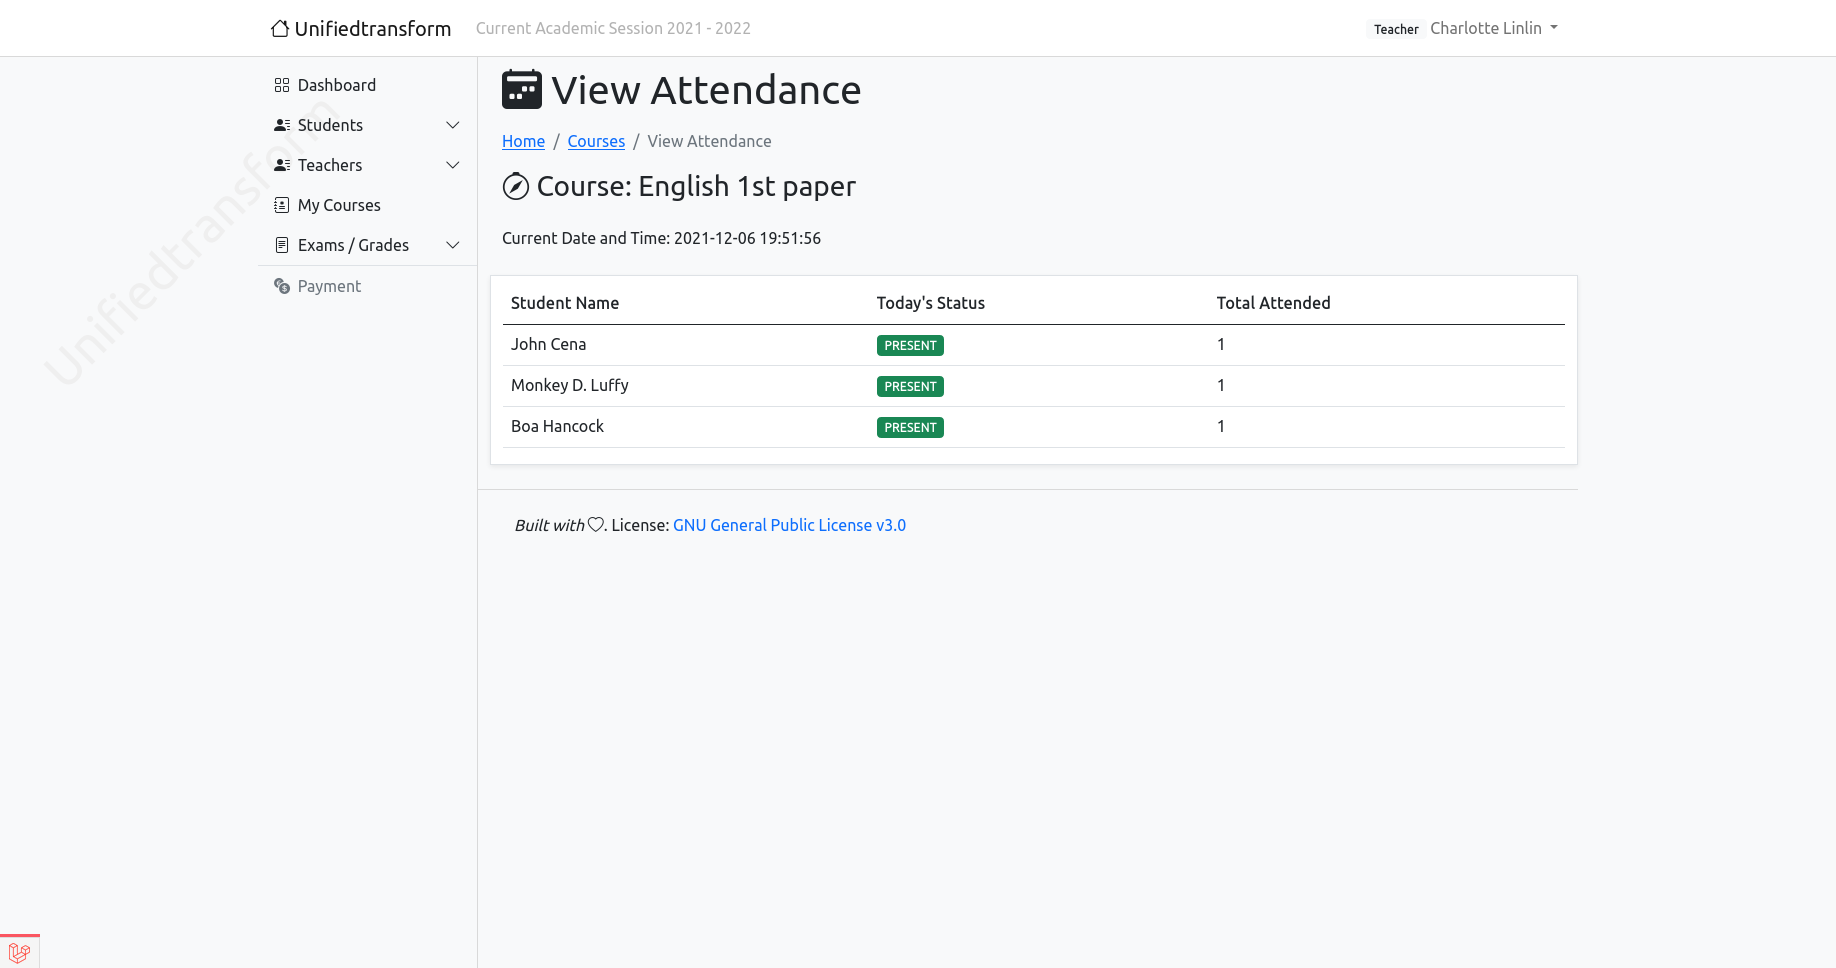 Unifiedtransform Current Academic Session 2021 - 2022 Teacher Charlotte Linlin
Dashboard
Students
Teachers
My Courses
Exams / Grades
Payment
Unifiedtransform
View Attendance
Home / Courses / View Attendance
Course: English 1st paper
Current Date and Time: 2021-12-06 19:51:56
Student Name Today's Status Total Attended
John Cena PRESENT 1
Monkey D. Luffy PRESENT 1
Boa Hancock PRESENT 1
Built with ♡. License: GNU General Public License v3.0